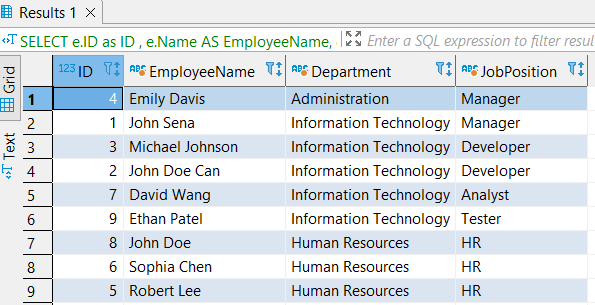 Results 1
SELECT e.ID as ID , e.Name AS EmployeeName, Enter a SQL expression to filter resul
Grid
Text
123 ID ABC EmployeeName ABC Department ABC JobPosition
1 4 Emily Davis Administration Manager
2 1 John Sena Information Technology Manager
3 3 Michael Johnson Information Technology Developer
4 2 John Doe Can Information Technology Developer
5 7 David Wang Information Technology Analyst
6 9 Ethan Patel Information Technology Tester
7 8 John Doe Human Resources HR
8 6 Sophia Chen Human Resources HR
9 5 Robert Lee Human Resources HR